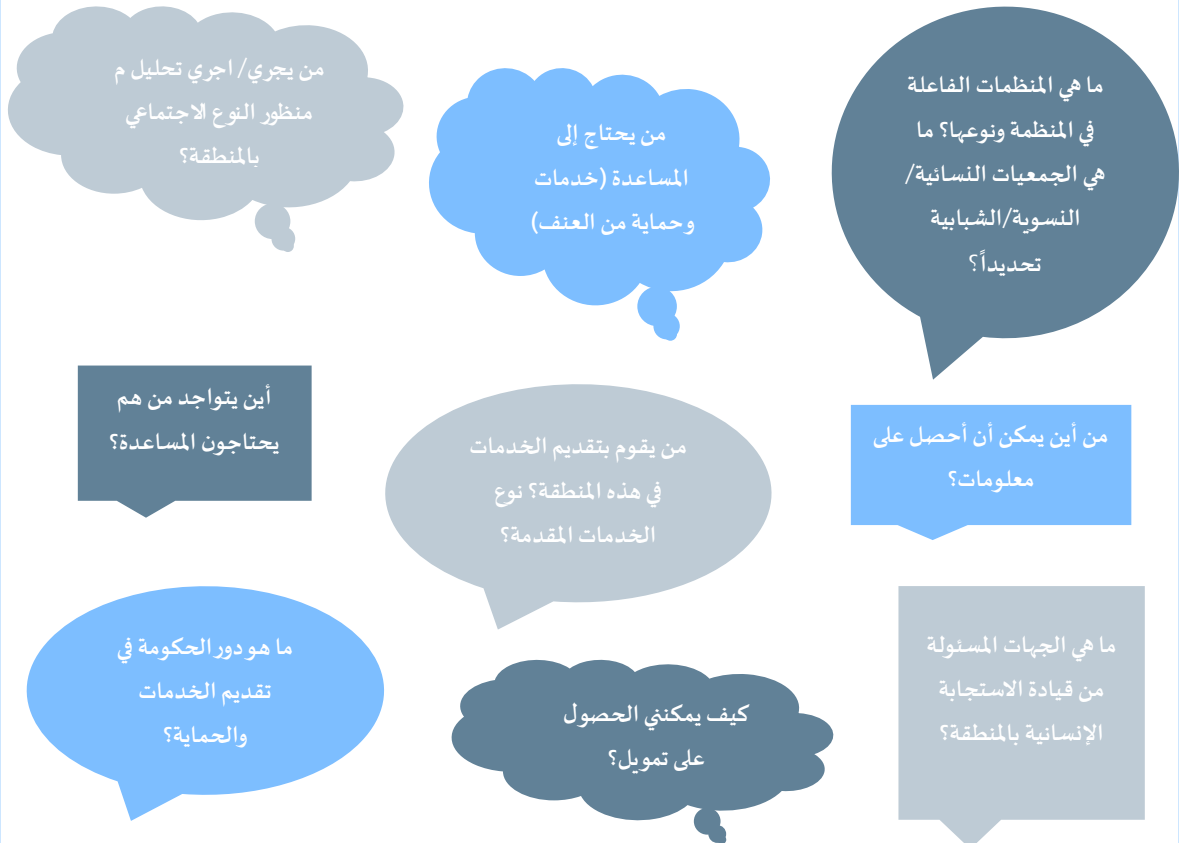 ما هي المنظمات الفاعلة
في المنظمة ونوعها؟ ما
هي الجمعيات النسائية/
النسوية/الشبابية
تحديداً؟
من يحتاج إلى
المساعدة (خدمات
وحماية من العنف)
من يجري/ اجري تحليل م
منظور النوع الاجتماعي
بالمنطقة؟
من أين يمكن أن أحصل على
معلومات؟
من يقوم بتقديم الخدمات
في هذه المنطقة؟ نوع
الخدمات المقدمة؟
أين يتواجد من هم
يحتاجون المساعدة؟
ما هي الجهات المسئولة
من قيادة الاستجابة
الإنسانية بالمنطقة؟
كيف يمكنني الحصول
على تمويل؟
ما هو دور الحكومة في
تقديم الخدمات
والحماية؟